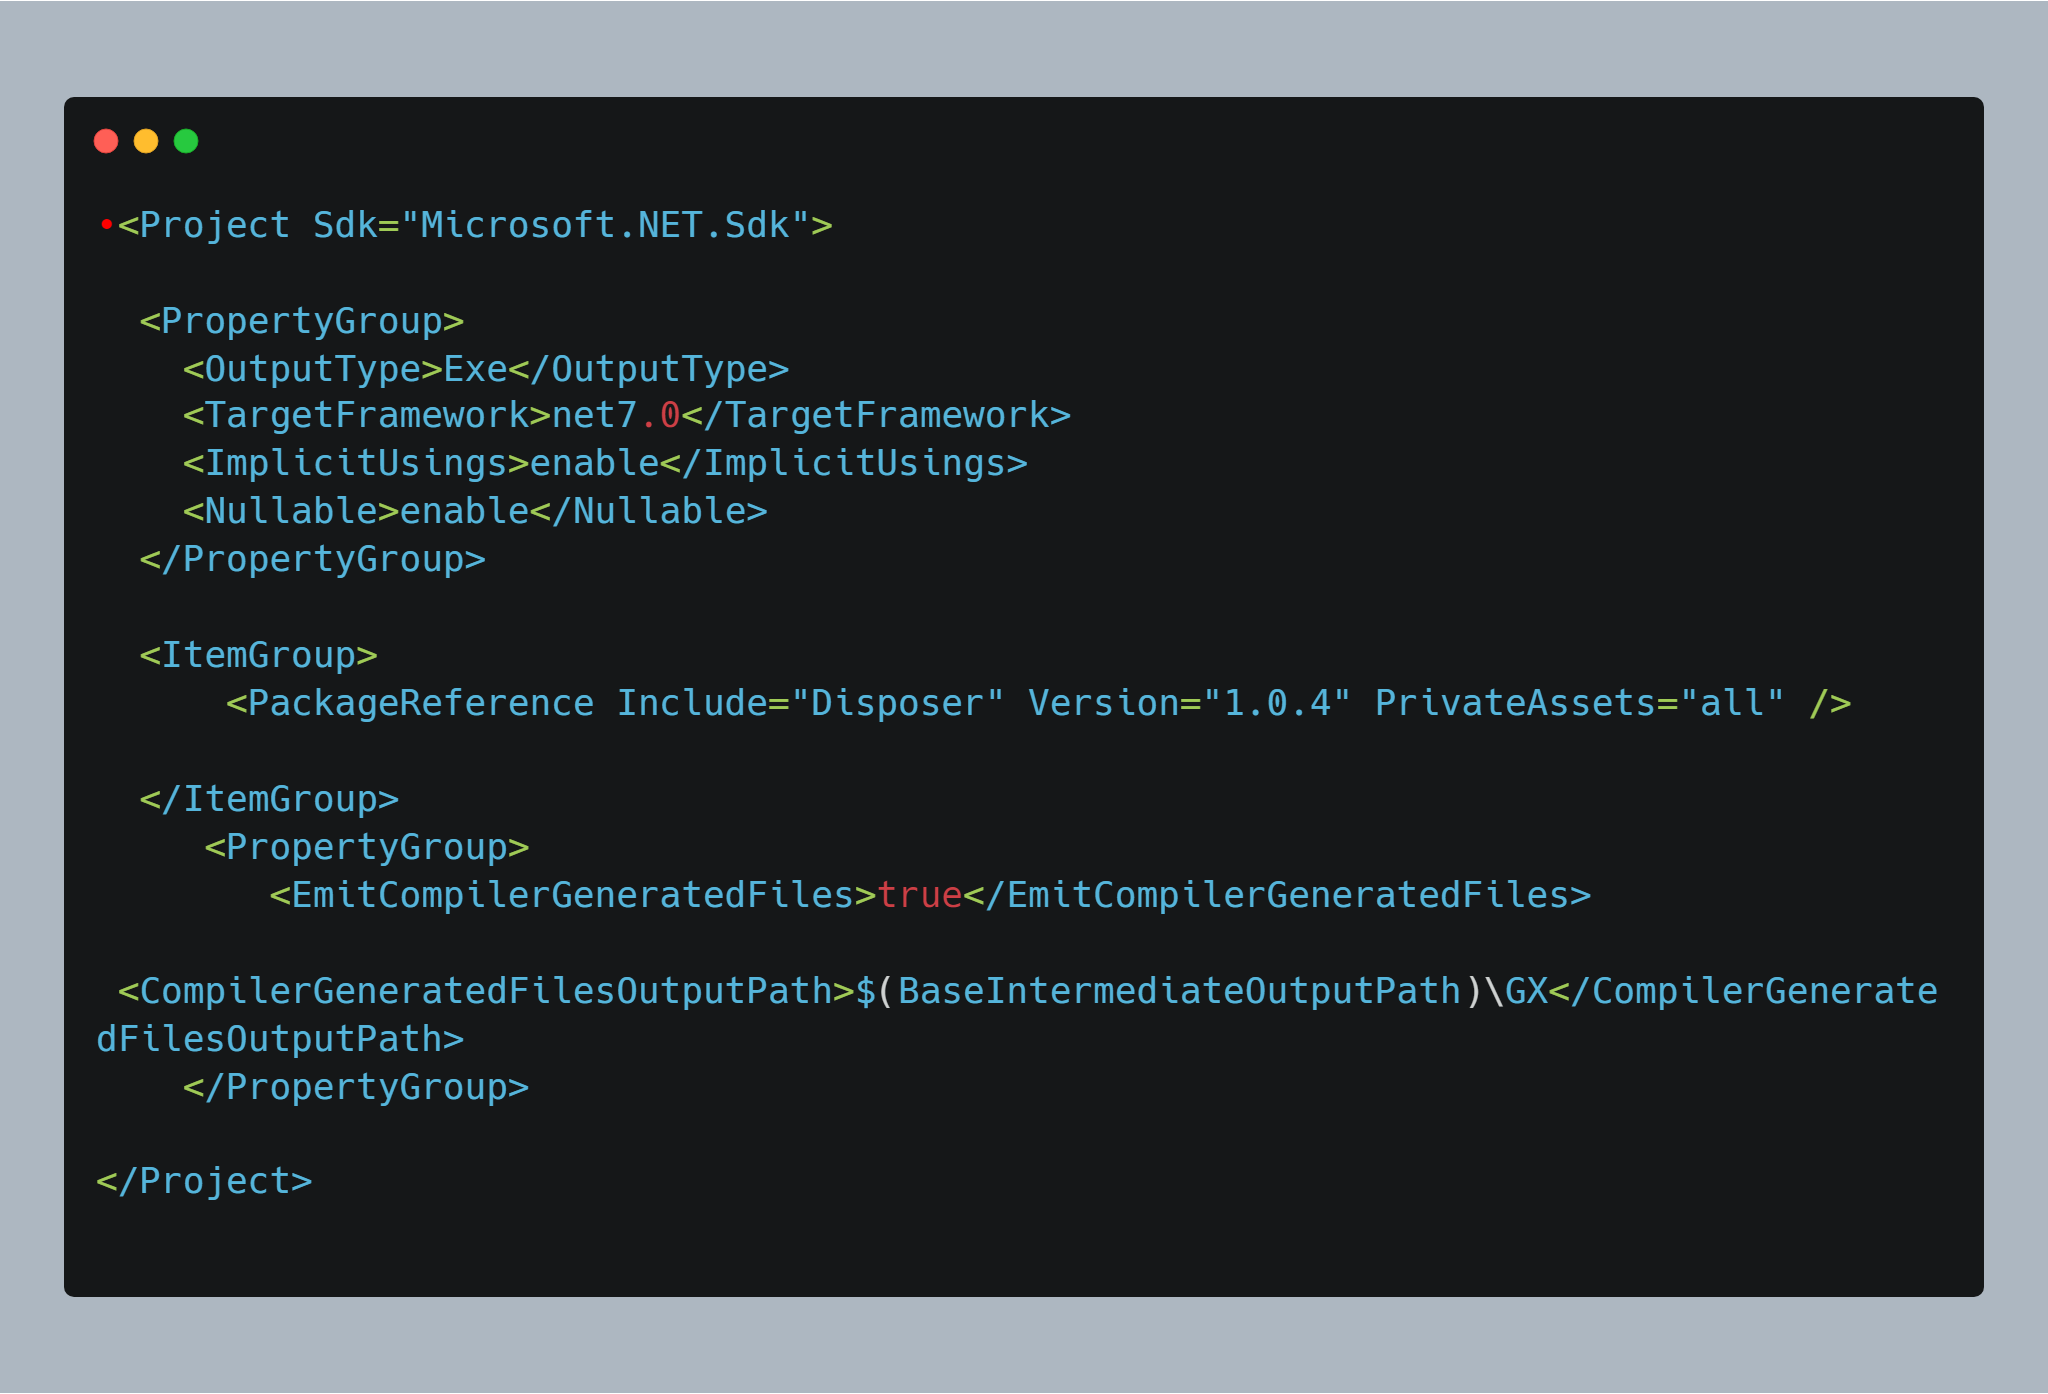 •<Project Sdk="Microsoft.NET.Sdk">
<PropertyGroup>
<OutputType>Exe</OutputType>
<TargetFramework>net7.0</TargetFramework>
<ImplicitUsings>enable</ImplicitUsings>
<Nullable>enable</Nullable>
</PropertyGroup>
<ItemGroup>
<PackageReference Include="Disposer" Version="1.0.4" PrivateAssets="all" />
</ItemGroup>
<PropertyGroup>
<EmitCompilerGeneratedFiles>true</EmitCompilerGeneratedFiles>
<CompilerGeneratedFilesOutputPath>$(BaseIntermediateOutputPath)\GX</CompilerGenerate
dFilesOutputPath>
</PropertyGroup>
</Project>